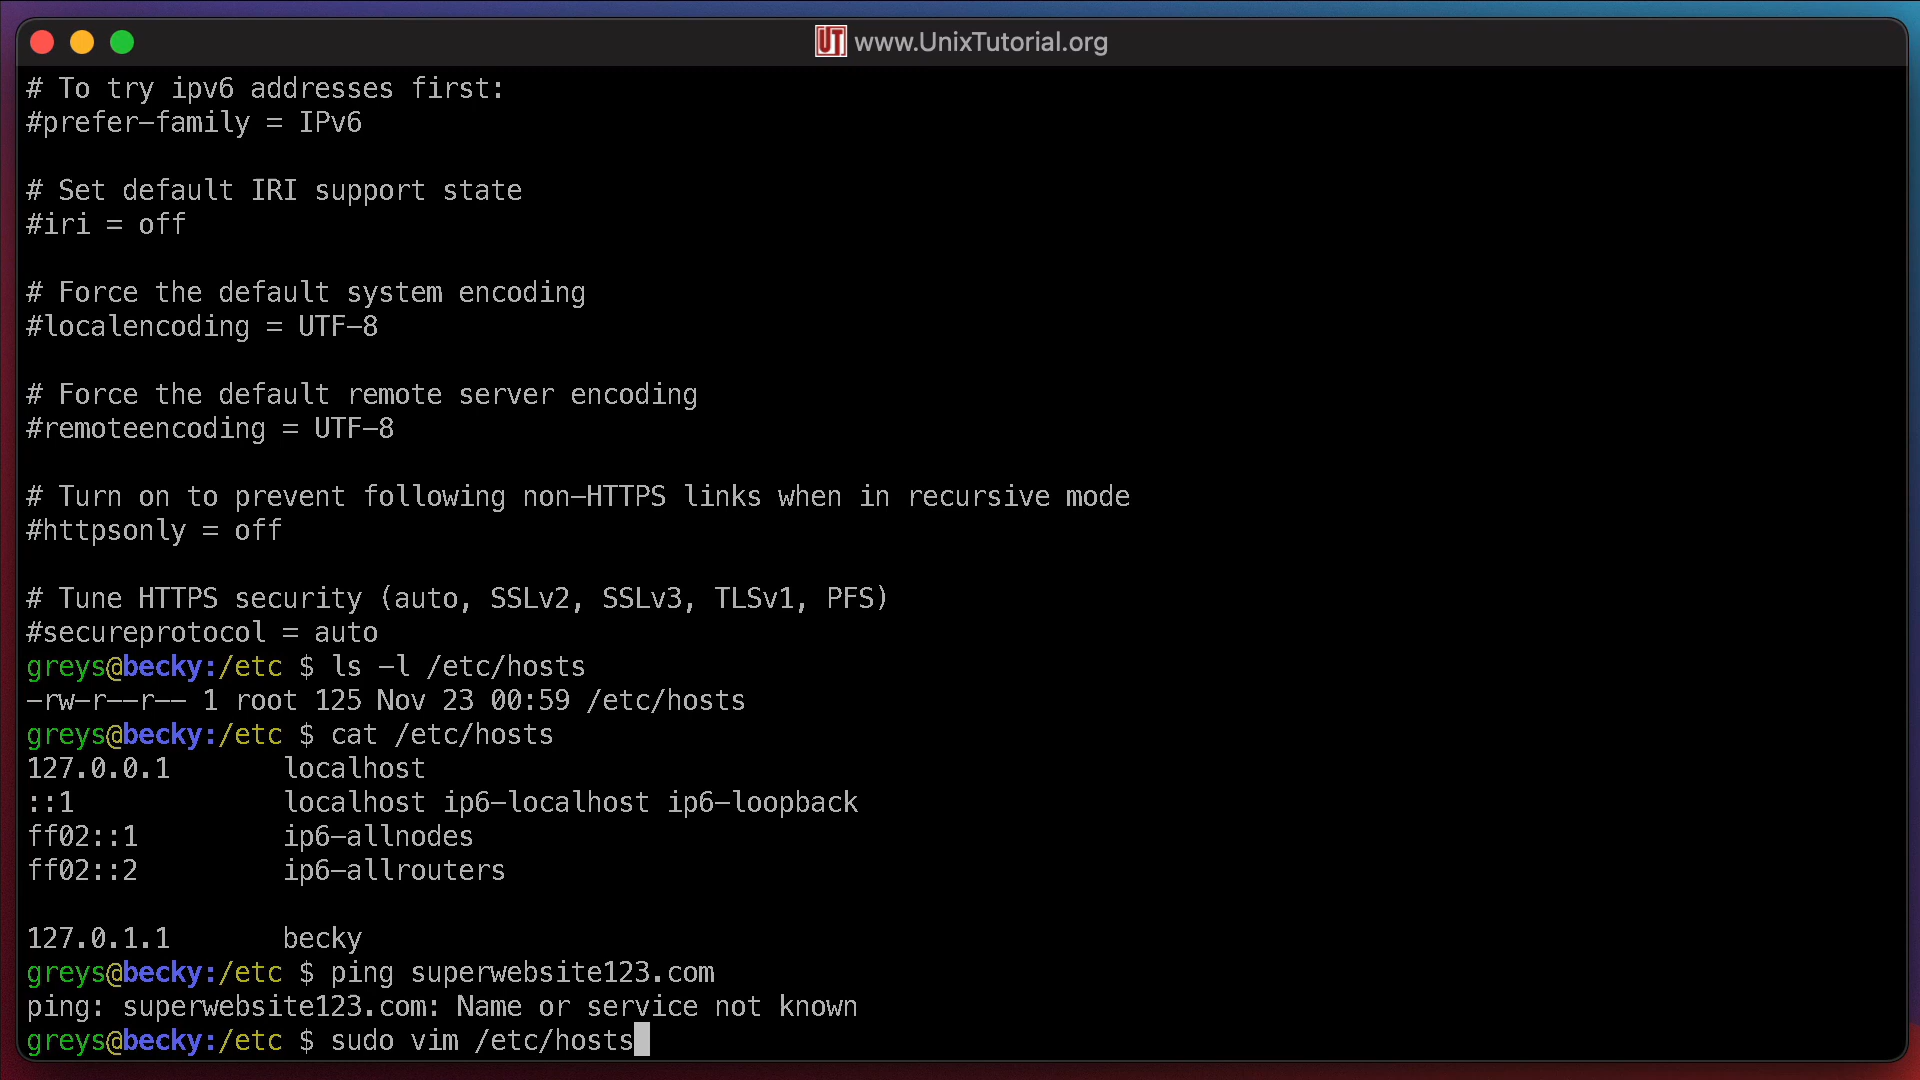 UT www.UnixTutorial.org
# To try ipv6 addresses first:
#prefer-family = IPv6
# Set default IRI support state
#iri = off
# Force the default system encoding
#localencoding = UTF-8
# Force the default remote server encoding
#remoteencoding = UTF-8
# Turn on to prevent following non-HTTPS links when in recursive mode
#httpsonly = off
# Tune HTTPS security (auto, SSLv2, SSLv3, TLSv1, PFS)
#secureprotocol = auto
greys@becky:/etc $ ls -l /etc/hosts
-rw-r--r-- 1 root 125 Nov 23 00:59 /etc/hosts
greys@becky:/etc $ cat /etc/hosts
127.0.0.1       localhost
::1             localhost ip6-localhost ip6-loopback
ff02::1         ip6-allnodes
ff02::2         ip6-allrouters
127.0.1.1       becky
greys@becky:/etc $ ping superwebsite123.com
ping: superwebsite123.com: Name or service not known
greys@becky:/etc $ sudo vim /etc/hosts